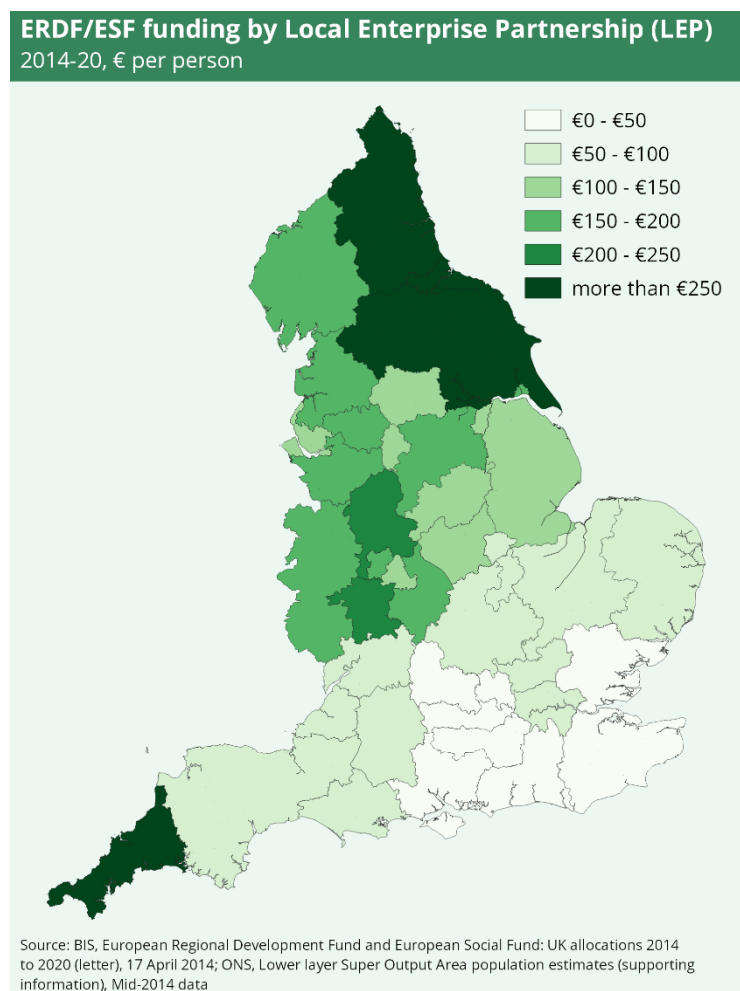 ERDF/ESF funding by Local Enterprise Partnership (LEP)
2014-20, € per person
€0 - €50
€50 - €100
€100 - €150
€150 - €200
€200 - €250
more than €250
Source: BIS, European Regional Development Fund and European Social Fund: UK allocations 2014
to 2020 (letter), 17 April 2014; ONS, Lower layer Super Output Area population estimates (supporting
information), Mid-2014 data